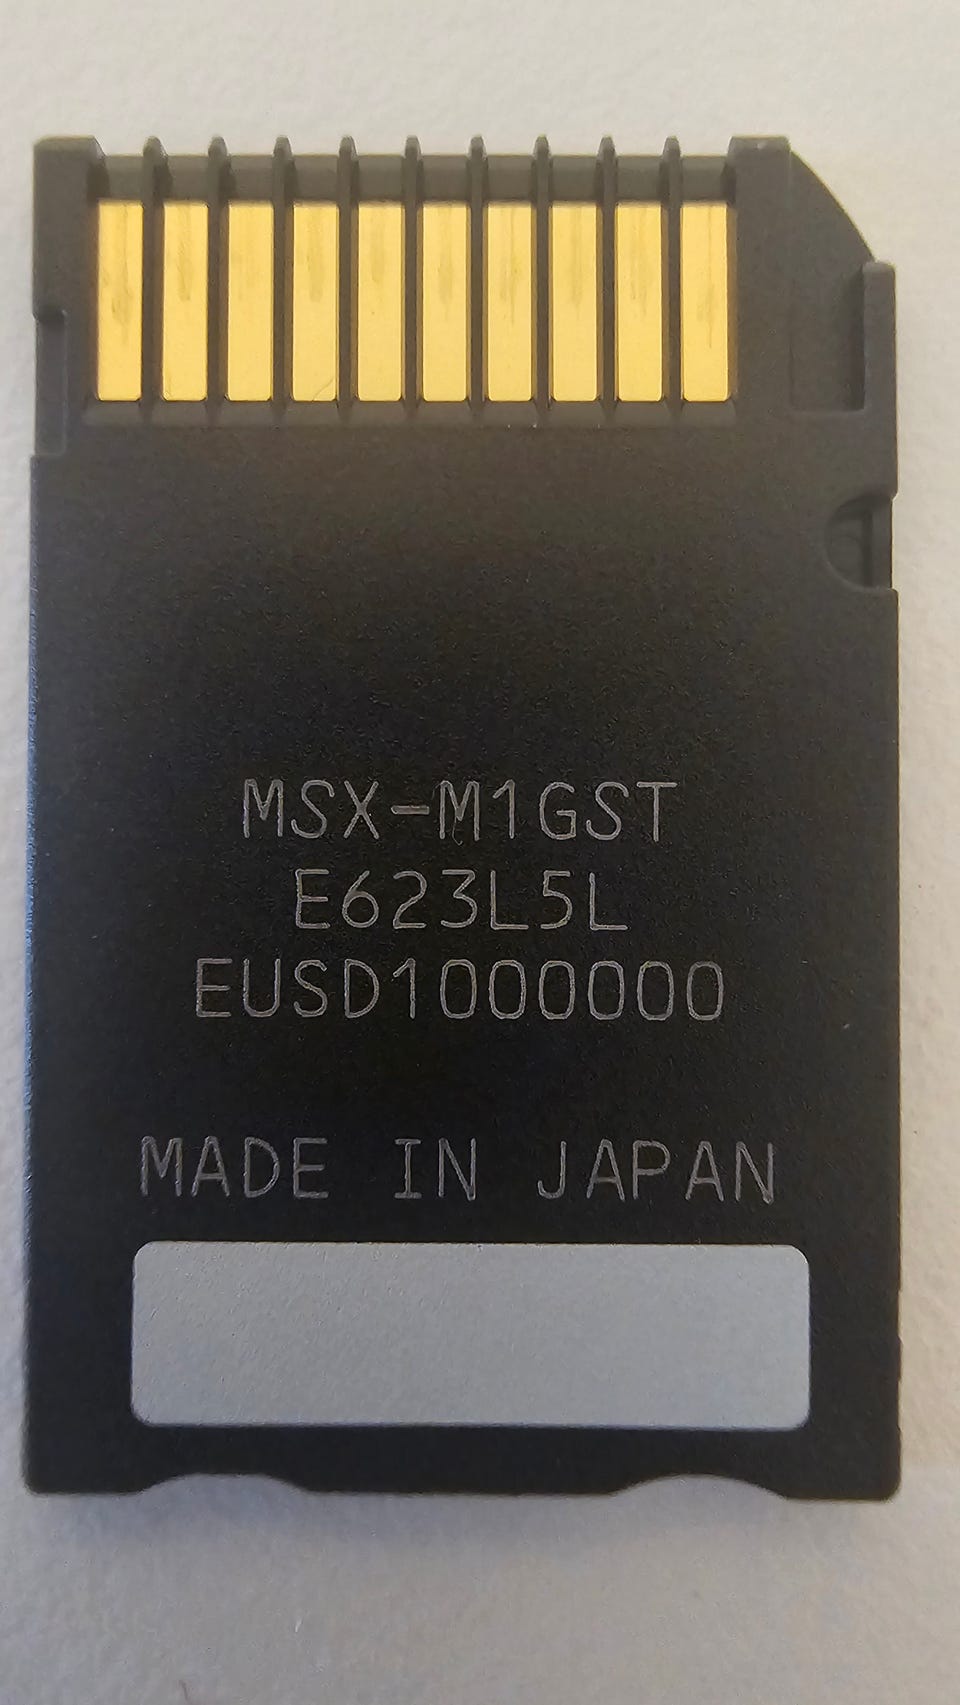 MSX-M1GST
E623L5L
EUSD1000000
MADE IN JAPAN